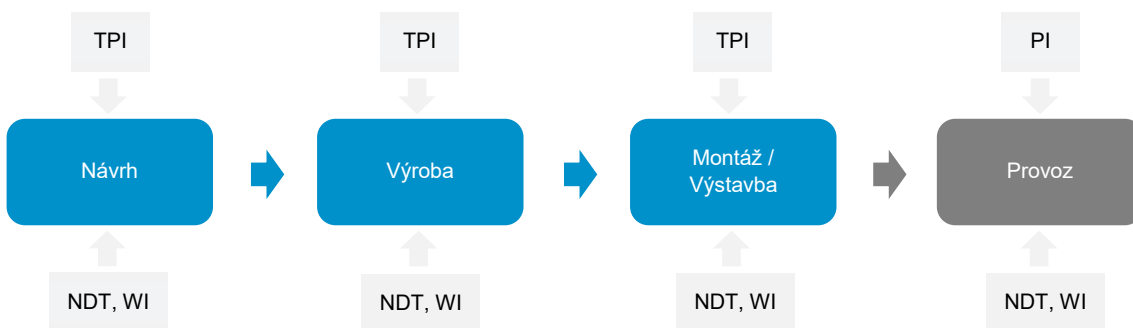 TPI
TPI
TPI
PI
Návrh
Výroba
Montáž /
Výstavba
Provoz
NDT, WI
NDT, WI
NDT, WI
NDT, WI